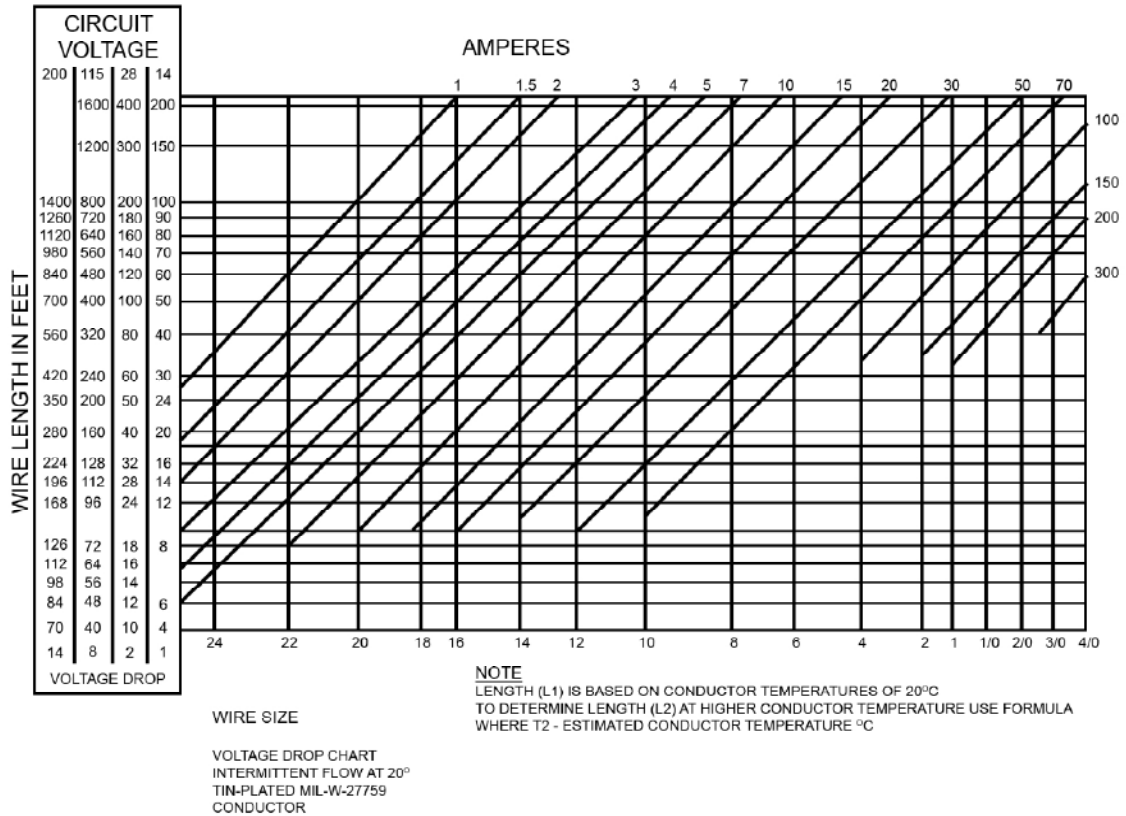 CIRCUIT
VOLTAGE
200 115 28 14
AMPERES
1 1.5 2 3 4 5 7 10 15 20 30 50 70
1600 400 200
100
1200 300 150
150
1400 800 200 100
1260 720 180 90
200
1120 640 160 80
980 560 140 70
840 480 120 60
300
700 400 100 50
560 320 80 40
420 240 60 30
350 200 50 24
280 160 40 20
224 128 32 16
196 112 28 14
168 96 24 12
126 72 18 8
112 64 16
98 56 14
84 48 12 6
70 40 10 4
14 8 2 1
WIRE LENGTH IN FEET
24 22 20 18 16 14 12 10 8 6 4 2 1 1/0 2/0 3/0 4/0
VOLTAGE DROP
NOTE
LENGTH (L1) IS BASED ON CONDUCTOR TEMPERATURES OF 20°C
TO DETERMINE LENGTH (L2) AT HIGHER CONDUCTOR TEMPERATURE USE FORMULA
WHERE T2 - ESTIMATED CONDUCTOR TEMPERATURE °C
WIRE SIZE
VOLTAGE DROP CHART
INTERMITTENT FLOW AT 20°
TIN-PLATED MIL-W-27759
CONDUCTOR